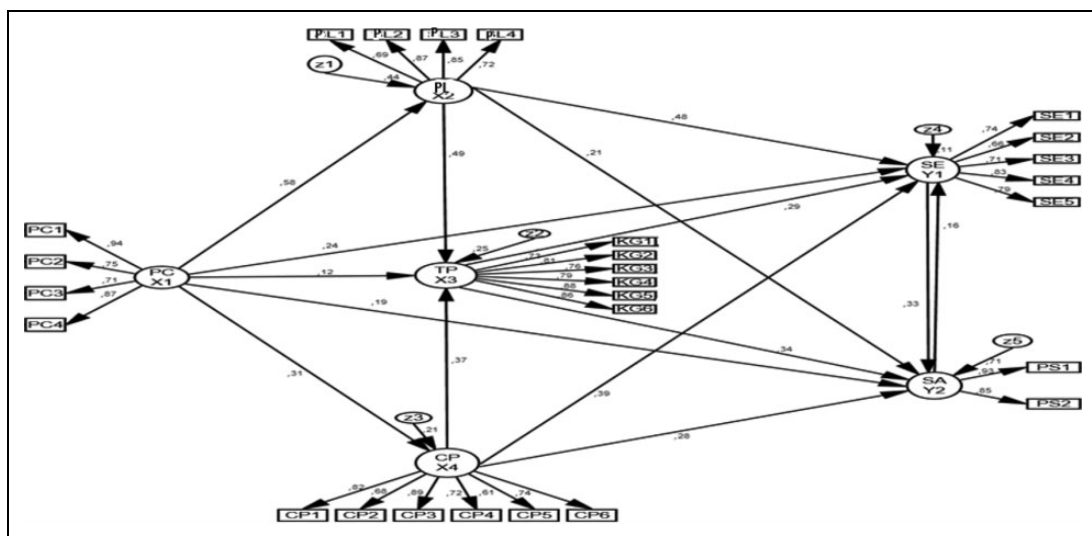 PL1 PL2 PL3 PL4
,69 ,87 ,85 ,72
z1
,44
PL
X2
,48
z4
,11
SE
Y1
,74
SE1
,66
SE2
,71
SE3
,83
SE4
,79
SE5
,49
,21
,58
,29
PC1
,94
PC2
,75
PC3
,71
PC4
,87
PC
X1
,24
,12
,19
,31
z2
,25
TP
X3
,73
KG1
,81
KG2
,76
KG3
,79
KG4
,88
KG5
,86
KG6
,16
,33
,34
,37
,39
,28
z5
,71
SA
Y2
,93
PS1
,85
PS2
z3
,21
CP
X4
,82 ,68 ,89 ,72 ,61 ,74
CP1 CP2 CP3 CP4 CP5 CP6